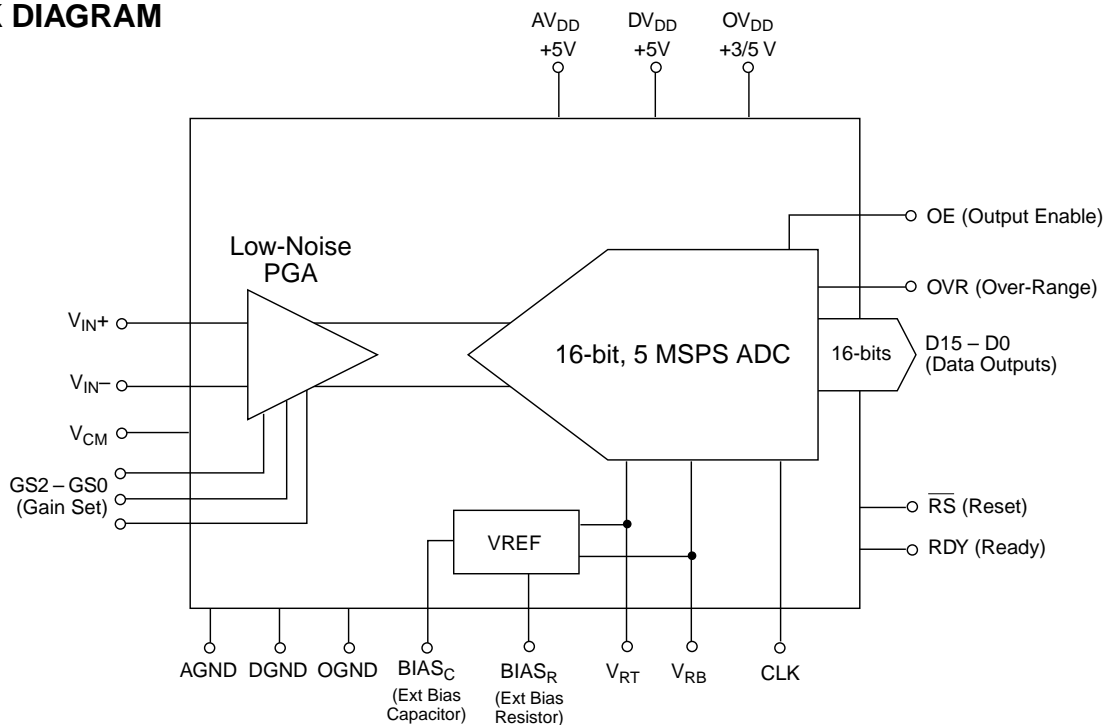 K DIAGRAM
AVDD
+5V
DVDD
+5V
OVDD
+3/5 V
Low-Noise
PGA
VIN+
VIN–
VCM
GS2 – GS0
(Gain Set)
16-bit, 5 MSPS ADC
16-bits
OE (Output Enable)
OVR (Over-Range)
D15 – D0
(Data Outputs)
RS (Reset)
RDY (Ready)
VREF
AGND
DGND
OGND
BIASC
(Ext Bias
Capacitor)
BIASR
(Ext Bias
Resistor)
VRT
VRB
CLK